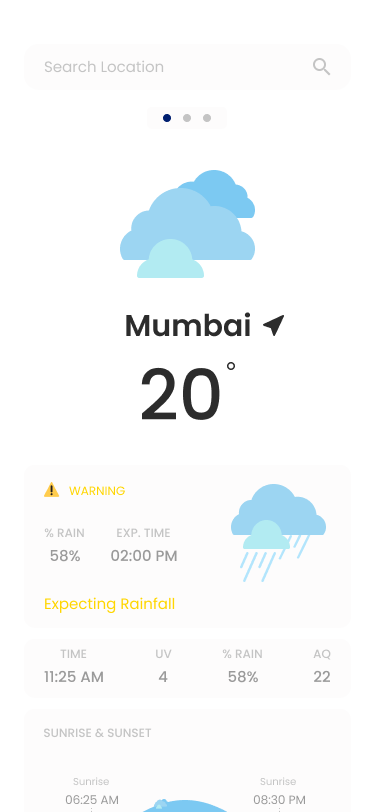 Search Location
Mumbai
20°
WARNING
% RAIN EXP. TIME
58% 02:00 PM
Expecting Rainfall
TIME UV % RAIN AQ
11:25 AM 4 58% 22
SUNRISE & SUNSET
Sunrise Sunrise
06:25 AM 08:30 PM